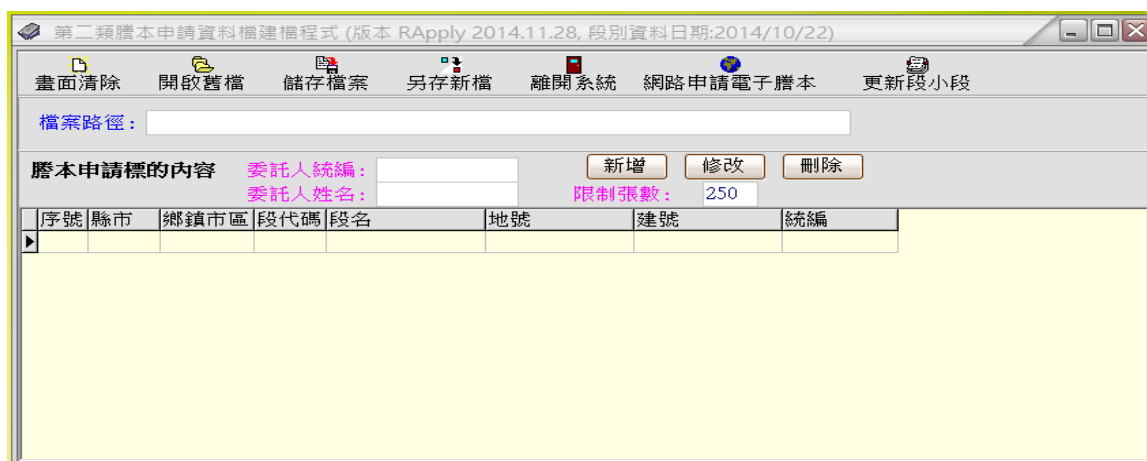 第二類謄本申請資料檔建檔程式 (版本 RApply 2014.11.28, 段別資料日期:2014/10/22)
畫面清除 開啟舊檔 儲存檔案 另存新檔 離開系統 網路申請電子謄本 更新段小段
檔案路徑：
謄本申請標的內容 委託人統編： 新增 修改 刪除
委託人姓名： 限制張數： 250
序號 縣市 鄉鎮市區 段代碼 段名 地號 建號 統編